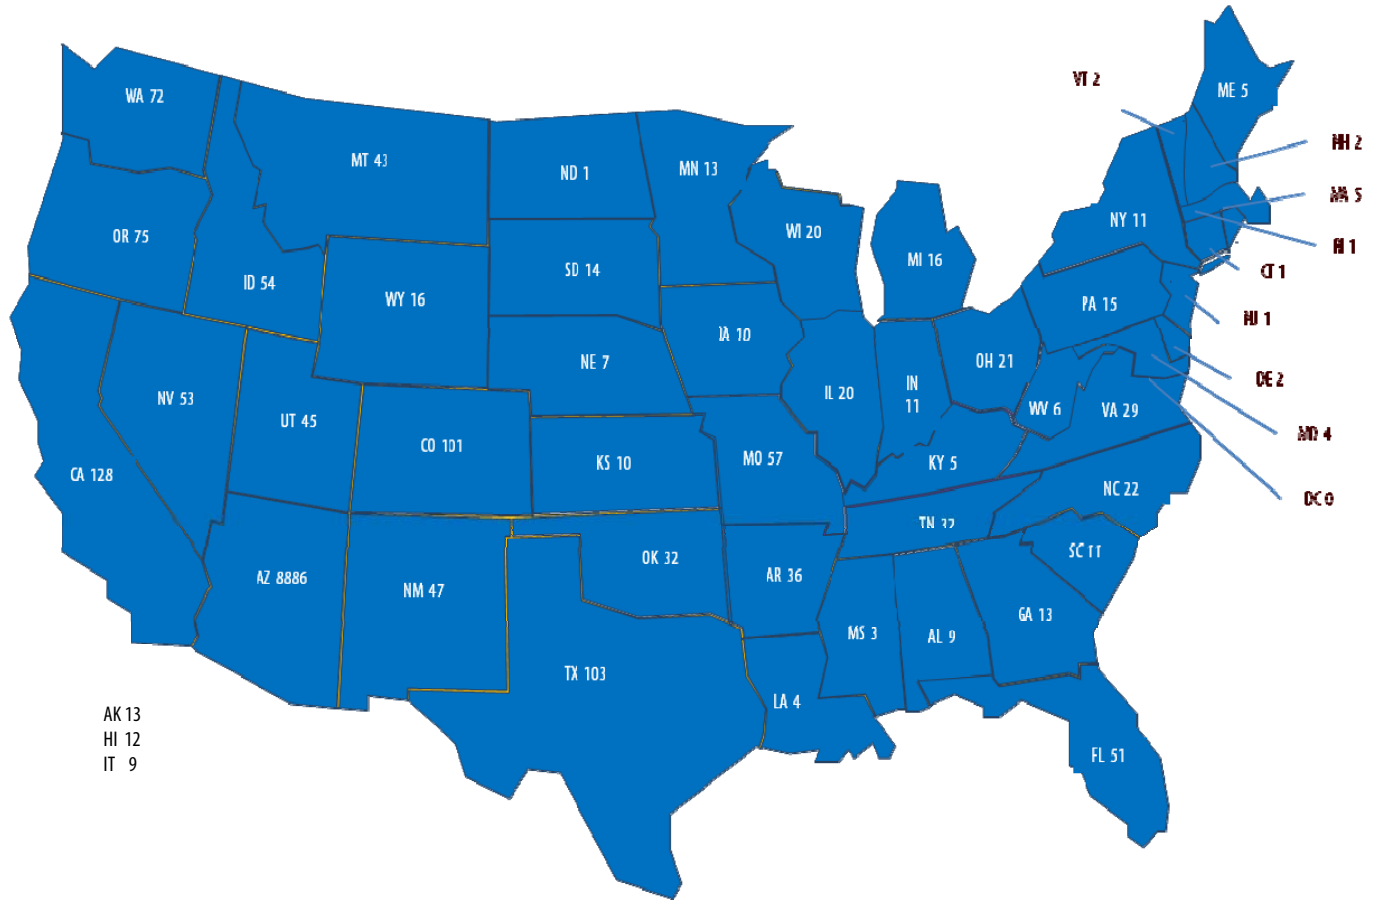 VT 2
ME 5
WA 72
NH 2
MT 43
ND 1
MN 13
MA 5
OR 75
WI 20
NY 11
RI 1
MI 16
SD 14
ID 54
CT 1
WY 16
PA 15
NJ 1
IA 10
NE 7
OH 21
DE 2
NV 53
UT 45
IL 20
IN
11
WV 6
VA 29
MD 4
CO 101
MO 57
KS 10
KY 5
CA 128
NC 22
DC 0
TN 32
SC 11
OK 32
AZ 8886
AR 36
NM 47
GA 13
MS 3
AL 9
TX 103
LA 4
FL 51
AK 13
HI 12
IT 9